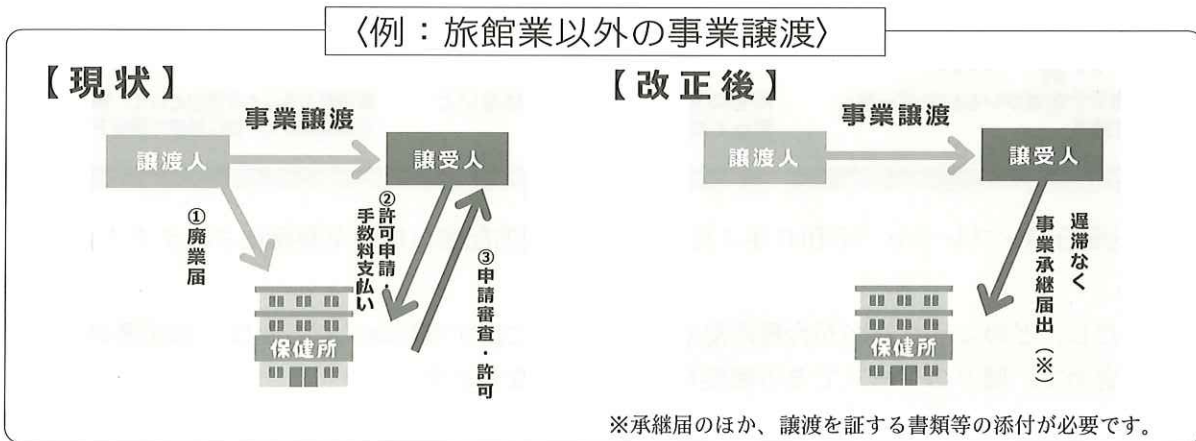 〈例：旅館業以外の事業譲渡〉
【現状】
事業譲渡
譲渡人
譲受人
①廃業届
②許可申請・
手数料支払い
③申請審査・許可
保健所
【改正後】
事業譲渡
譲渡人
譲受人
遅滞なく
事業承継届出（※）
保健所
※承継届のほか、譲渡を証する書類等の添付が必要です。